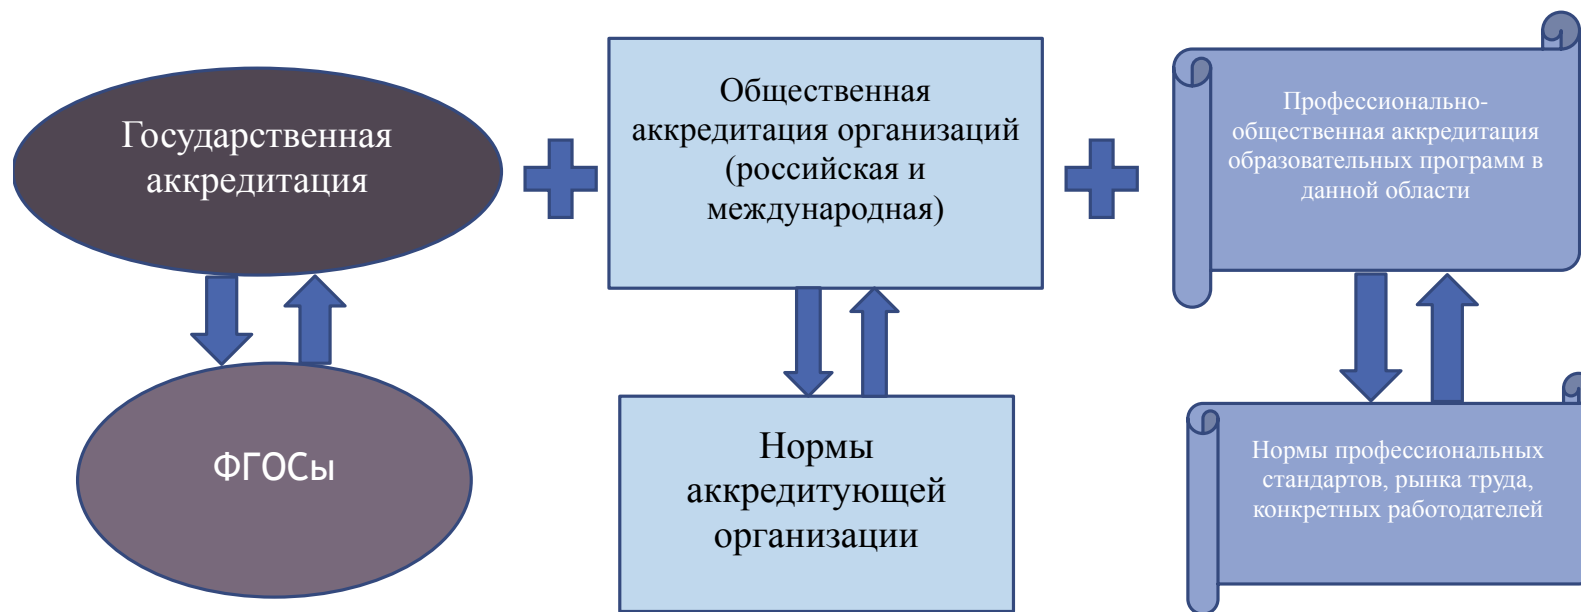 Государственная
аккредитация
Общественная
аккредитация организаций
(российская и
международная)
Профессионально-
общественная аккредитация
образовательных программ в
данной области
ФГОСы
Нормы
аккредитующей
организации
Нормы профессиональных
стандартов, рынка труда,
конкретных работодателей